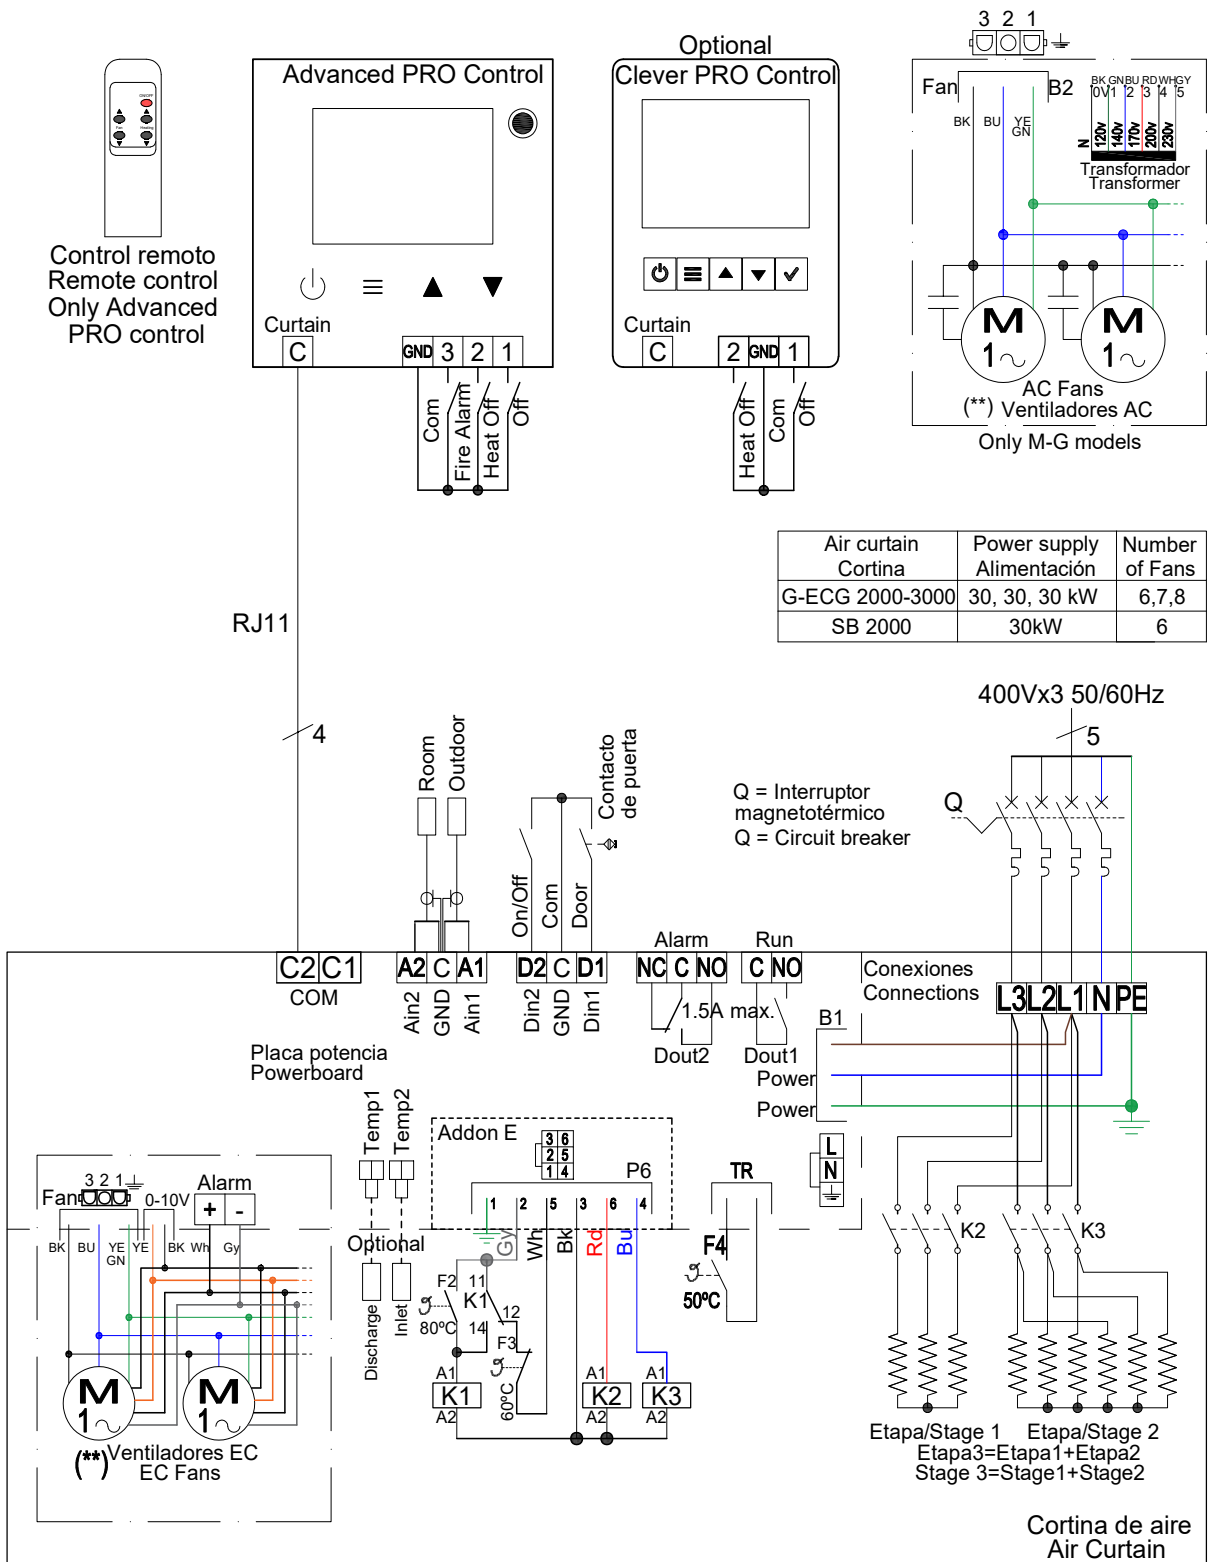 3 2 1
Optional
Advanced PRO Control
Clever PRO Control
ON/OFF
Fan
Heating
Control remoto
Remote control
Only Advanced
PRO control
Curtain
C
GND 3 2 1
Com
Fire Alarm
Heat Off
Off
Curtain
C
2 GND 1
Heat Off
Com
Off
Fan
B2
BK
BU
YE
GN
BK GN BU RD WH GY
0V 1 2 3 4 5
N
120v
140v
170v
200v
230v
Transformador
Transformer
M
1
M
1
AC Fans
(**) Ventiladores AC
Only M-G models
Air curtain
Cortina
Power supply
Alimentación
Number
of Fans
G-ECG 2000-3000 30, 30, 30 kW 6,7,8
SB 2000 30kW 6
RJ11
4
400Vx3 50/60Hz
5
Room
Outdoor
Contacto
de puerta
On/Off
Com
Door
Q = Interruptor
magnetotérmico
Q = Circuit breaker
Q
Alarm
Run
C2 C1
COM
A2 C A1
Ain2
GND
Ain1
D2 C D1
Din2
GND
Din1
NC C NO
C NO
1.5A max.
Dout2
Dout1
Conexiones
Connections
L3 L2 L1 N PE
B1
Power
Power
Placa potencia
Powerboard
Temp1
Temp2
Addon E
3 6
2 5
1 4
P6
1 2 5 3 6 4
TR
L
N
Gy
Wh
Bk
Rd
Bu
F4
50ºC
K2
K3
Fan
3 2 1
0-10V
Alarm
+ -
BK
BU
YE
GN
YE
BK
Wh
Gy
Optional
Discharge
Inlet
F2
80ºC
11
K1
12
14
F3
60ºC
A1
K1
A2
A1
K2
A2
A1
K3
A2
M
1
M
1
(**) Ventiladores EC
EC Fans
Etapa/Stage 1
Etapa/Stage 2
Etapa3=Etapa1+Etapa2
Stage 3=Stage1+Stage2
Cortina de aire
Air Curtain